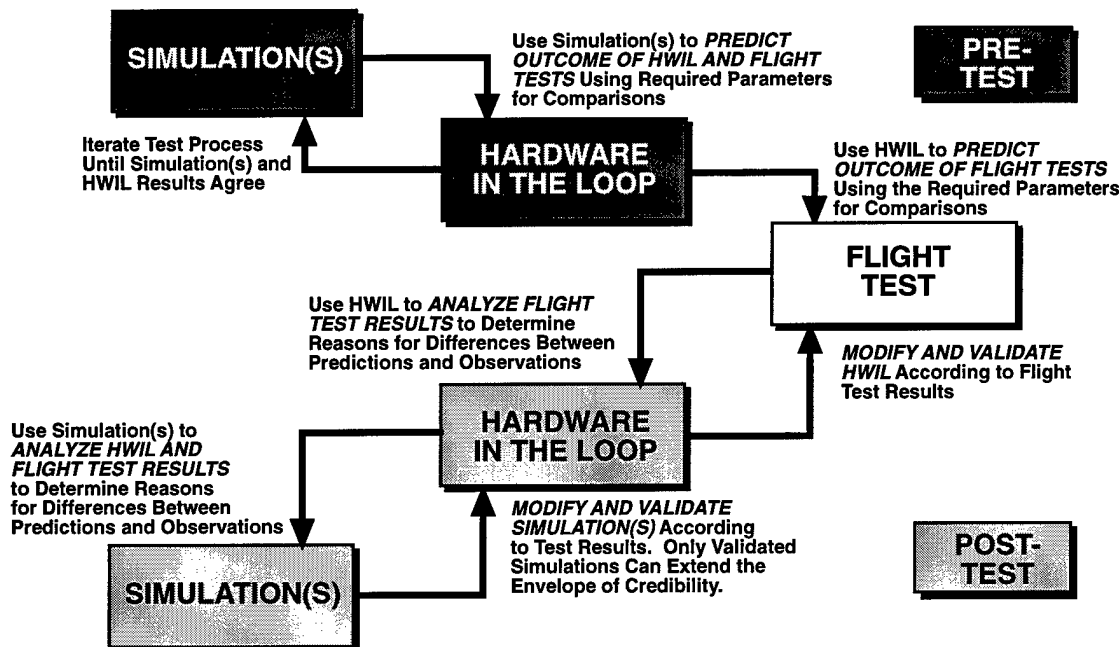 SIMULATION(S)
Use Simulation(s) to PREDICT
OUTCOME OF HWIL AND FLIGHT
TESTS Using Required Parameters
for Comparisons
PRE-
TEST
Iterate Test Process
Until Simulation(s) and
HWIL Results Agree
HARDWARE
IN THE LOOP
Use HWIL to PREDICT
OUTCOME OF FLIGHT TESTS
Using the Required Parameters
for Comparisons
FLIGHT
TEST
Use HWIL to ANALYZE FLIGHT
TEST RESULTS to Determine
Reasons for Differences Between
Predictions and Observations
MODIFY AND VALIDATE
HWIL According to Flight
Test Results
HARDWARE
IN THE LOOP
Use Simulation(s) to
ANALYZE HWIL AND
FLIGHT TEST RESULTS
to Determine Reasons
for Differences Between
Predictions and Observations
MODIFY AND VALIDATE
SIMULATION(S) According
to Test Results. Only Validated
Simulations Can Extend the
Envelope of Credibility.
SIMULATION(S)
POST-
TEST